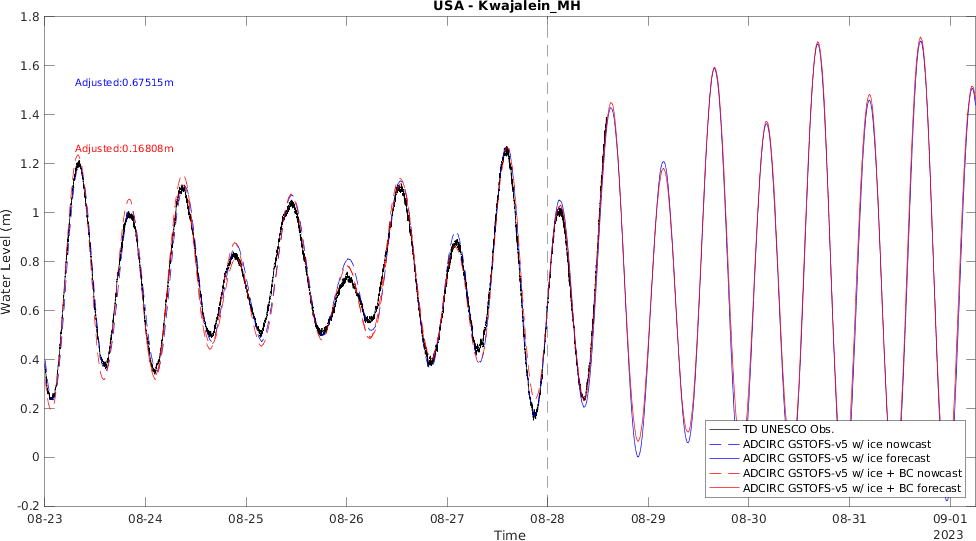 USA - Kwajalein_MH
1.8
1.6
1.4
1.2
1
0.8
0.6
0.4
0.2
0
-0.2
Water Level (m)
Adjusted:0.67515m
Adjusted:0.16808m
TD UNESCO Obs.
ADCIRC GSTOFS-v5 w/ ice nowcast
ADCIRC GSTOFS-v5 w/ ice forecast
ADCIRC GSTOFS-v5 w/ ice + BC nowcast
ADCIRC GSTOFS-v5 w/ ice + BC forecast
08-23 08-24 08-25 08-26 08-27 08-28 08-29 08-30 08-31 09-01
2023
Time